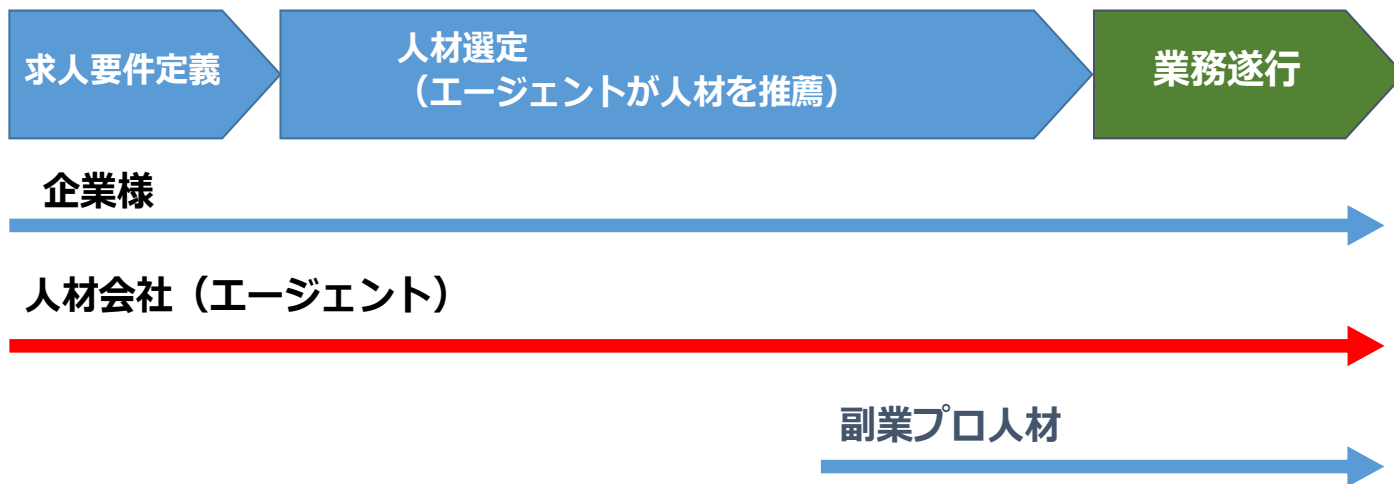 求人要件定義
人材選定
（エージェントが人材を推薦）
業務遂行
企業様
人材会社（エージェント）
副業プロ人材